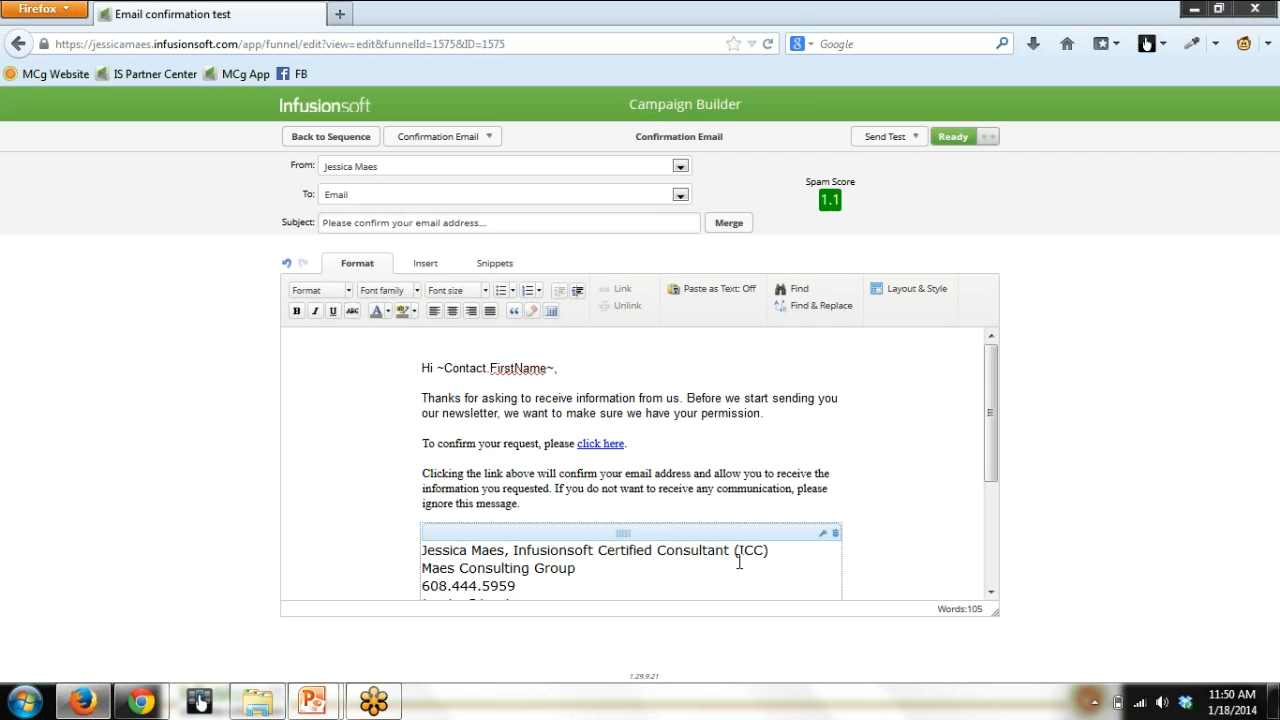 Firefox
Email confirmation test
https://jessicamaes.infusionsoft.com/app/funnel/edit?view=edit&funnelId=1575&ID=1575
Google
MCg Website IS Partner Center MCg App FB
Infusionsoft Campaign Builder
Back to Sequence Confirmation Email Confirmation Email Send Test Ready
From: Jessica Maes
Spam Score
To: Email
1.1
Subject: Please confirm your email address... Merge
Format Insert Snippets
Format Font family Font size Link Paste as Text: Off Find Layout & Style
B I U ABC A Unlink Find & Replace
Hi ~Contact.FirstName~,
Thanks for asking to receive information from us. Before we start sending you
our newsletter, we want to make sure we have your permission.
To confirm your request, please click here.
Clicking the link above will confirm your email address and allow you to receive the
information you requested. If you do not want to receive any communication, please
ignore this message.
Jessica Maes, Infusionsoft Certified Consultant (ICC)
Maes Consulting Group
608.444.5959
Words:105
1.29.9.21
11:50 AM
1/18/2014